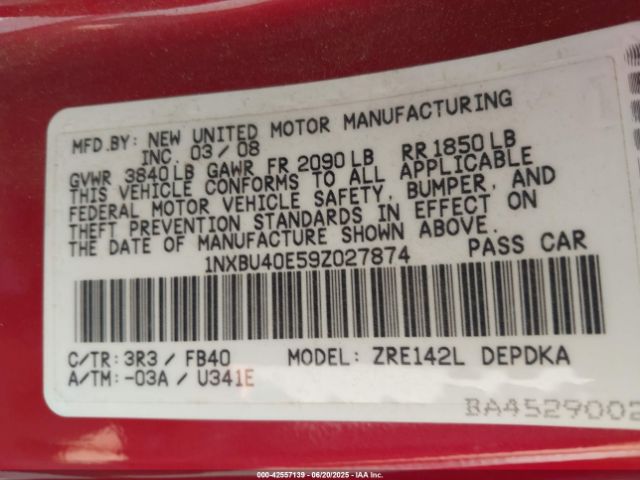 MFD.BY: NEW UNITED MOTOR MANUFACTURING
INC. 03/08
GVWR 3840LB GAWR FR 2090LB RR1850LB
THIS VEHICLE CONFORMS TO ALL APPLICABLE
FEDERAL MOTOR VEHICLE SAFETY, BUMPER, AND
THEFT PREVENTION STANDARDS IN EFFECT ON
THE DATE OF MANUFACTURE SHOWN ABOVE.
1NXBU40E59Z027874 PASS CAR
C/TR: 3R3 / FB40 MODEL: ZRE142L DEPDKA
A/TM: -03A / U341E
BA4529002
000-42557139 - 06/20/2025 - IAA Inc.